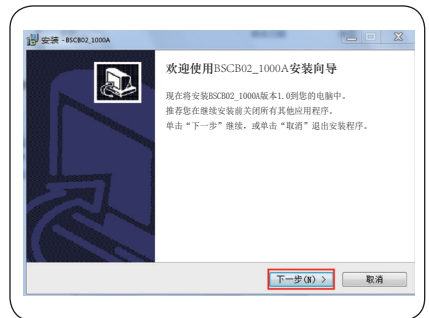 安装 - BSCB02_1000A
欢迎使用BSCB02_1000A安装向导
现在将安装BSCB02_1000A版本1.0到您的电脑中。
推荐您在继续安装前关闭所有其他应用程序。
单击“下一步”继续，或单击“取消”退出安装程序。
下一步(N) >
取消